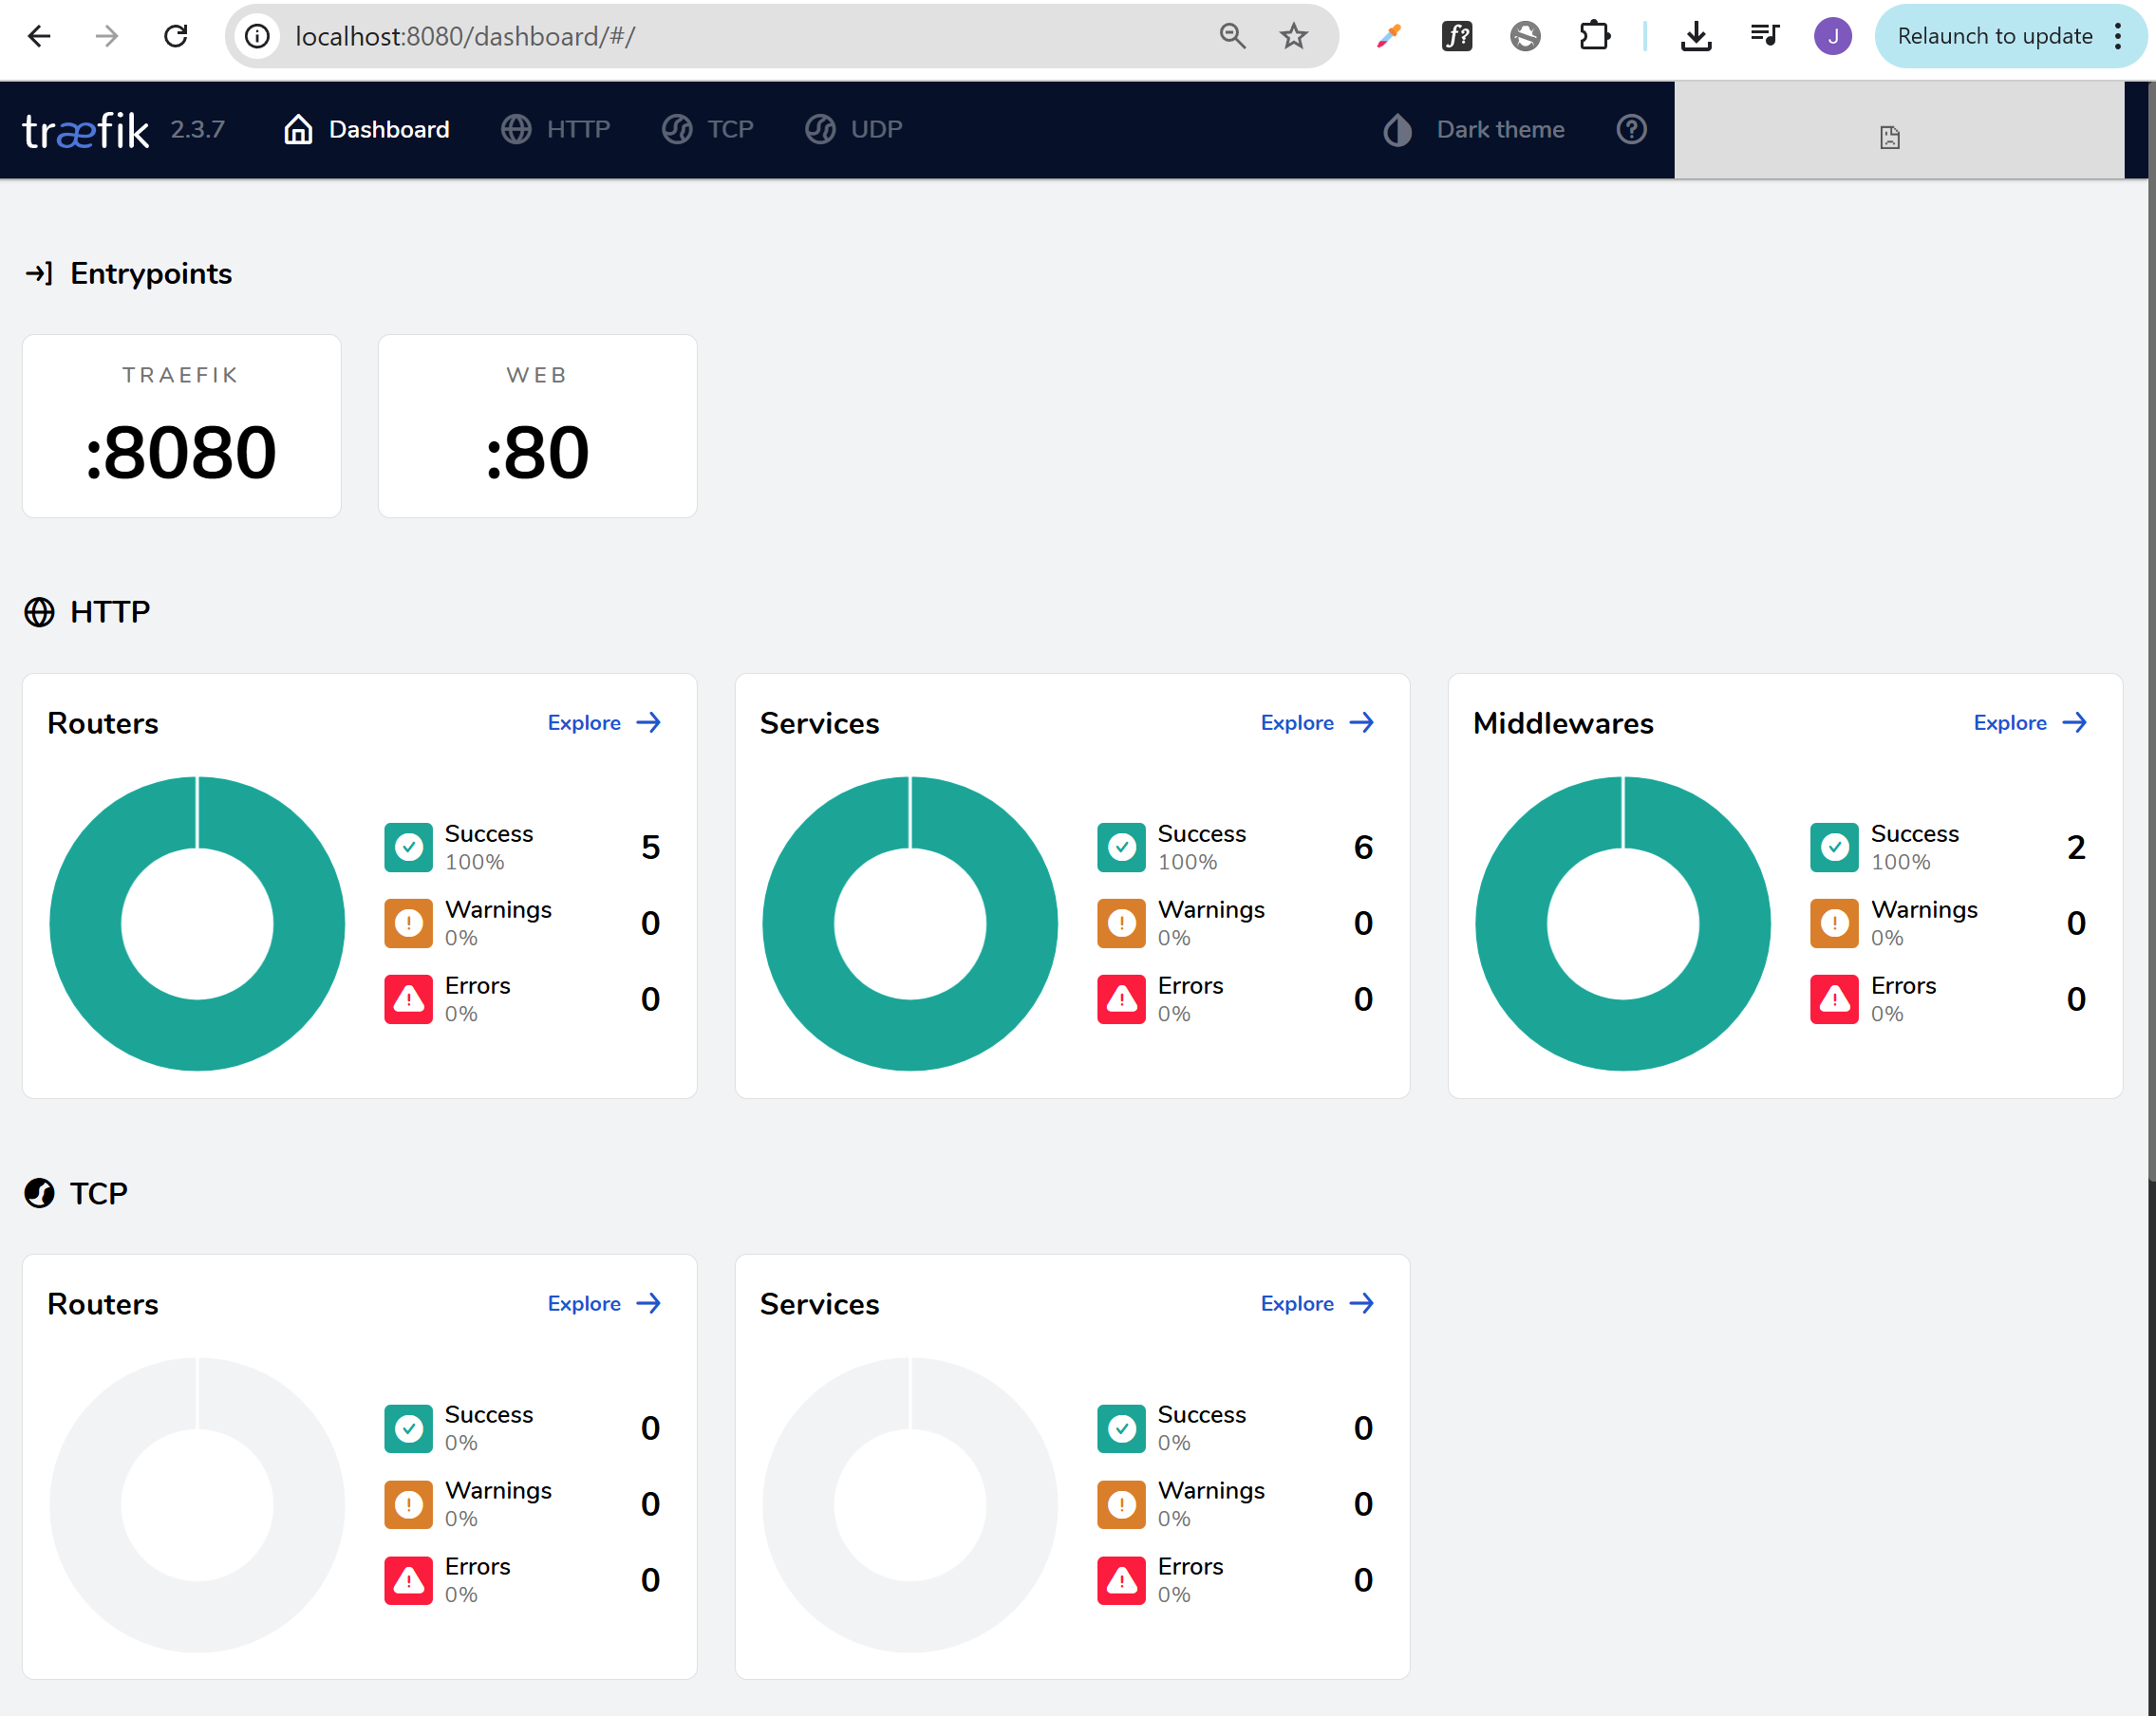 localhost:8080/dashboard/#/
f?
J
Relaunch to update
træfik 2.3.7 Dashboard HTTP TCP UDP Dark theme
Entrypoints
TRAEFIK
:8080
WEB
:80
HTTP
Routers
Explore
Success
100%
5
Warnings
0%
0
Errors
0%
0
Services
Explore
Success
100%
6
Warnings
0%
0
Errors
0%
0
Middlewares
Explore
Success
100%
2
Warnings
0%
0
Errors
0%
0
TCP
Routers
Explore
Success
0%
0
Warnings
0%
0
Errors
0%
0
Services
Explore
Success
0%
0
Warnings
0%
0
Errors
0%
0